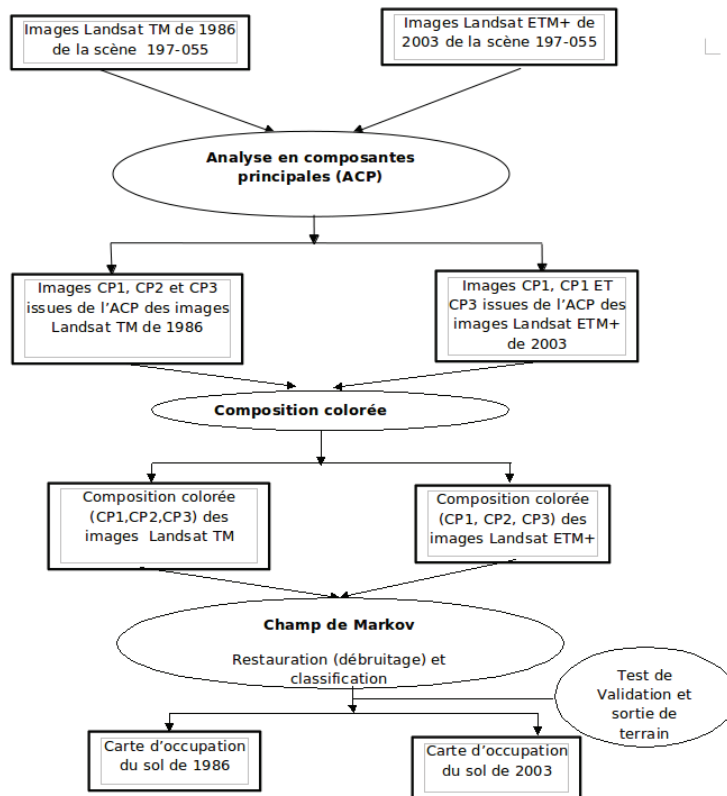 Images Landsat TM de 1986
de la scène 197-055
Images Landsat ETM+ de
2003 de la scène 197-055
Analyse en composantes
principales (ACP)
Images CP1, CP2 et CP3
issues de l'ACP des images
Landsat TM de 1986
Images CP1, CP1 ET
CP3 issues de l'ACP des
images Landsat ETM+
de 2003
Composition colorée
Composition colorée
(CP1,CP2,CP3) des
images Landsat TM
Composition colorée
(CP1, CP2, CP3) des
images Landsat ETM+
Champ de Markov
Restauration (débruitage) et
classification
Test de
Validation et
sortie de
terrain
Carte d'occupation
du sol de 1986
Carte d'occupation
du sol de 2003